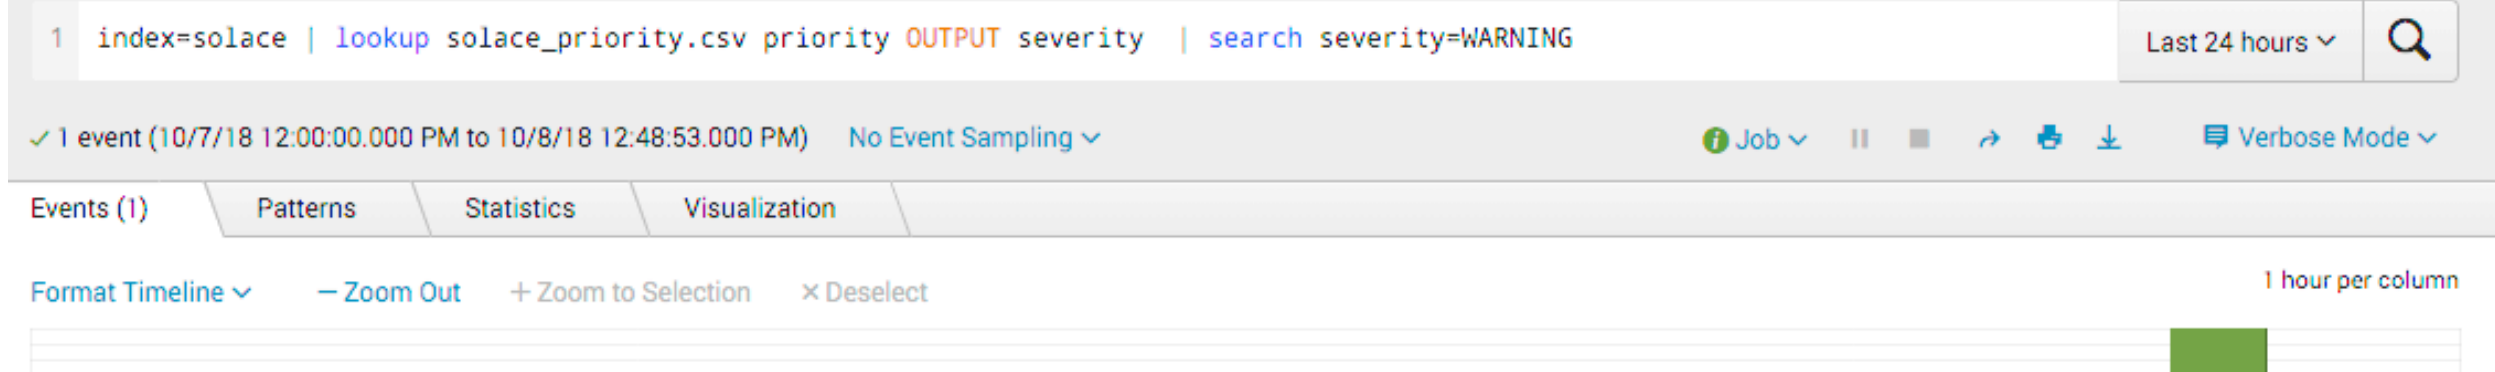 1 index=solace | lookup solace_priority.csv priority OUTPUT severity | search severity=WARNING Last 24 hours
1 event (10/7/18 12:00:00.000 PM to 10/8/18 12:48:53.000 PM) No Event Sampling Job Verbose Mode
Events (1) Patterns Statistics Visualization
Format Timeline — Zoom Out + Zoom to Selection × Deselect 1 hour per column